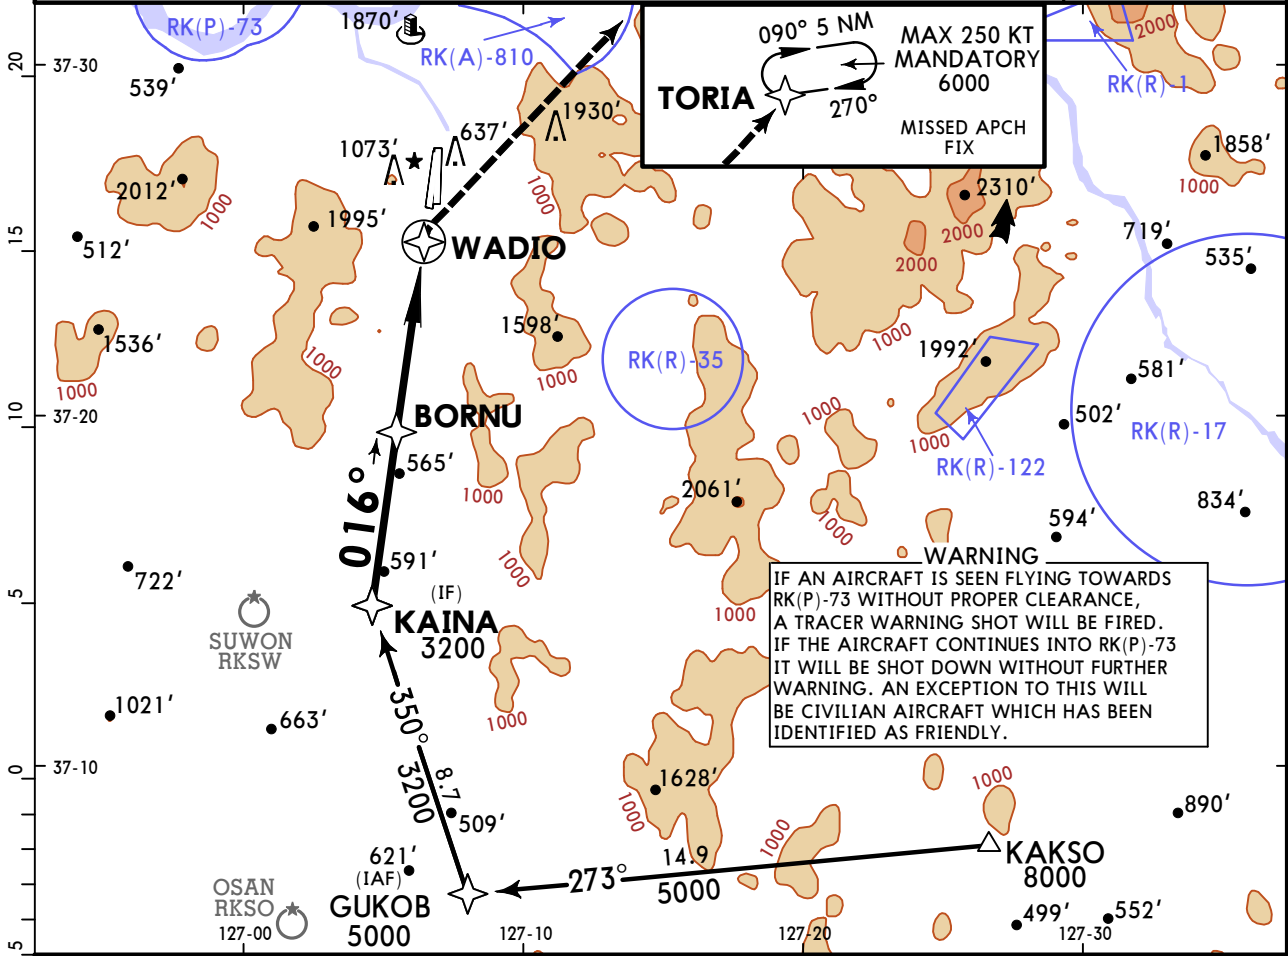 1870'
RK(P)-73
RK(A)-810
20
37-30
539'
090° 5 NM
MAX 250 KT
MANDATORY
6000
TORIA
270°
MISSED APCH
FIX
2000
RK(R)-1
1930'
637'
1073'
2012'
1000
1995'
1858'
1000
2310'
2000
2000
1000
512'
15
WADIO
719'
535'
1536'
1000
1000
1598'
1000
RK(R)-35
1000
1992'
581'
10
37-20
BORNU
1000
1000
502'
RK(R)-17
RK(R)-122
565'
1000
2061'
1000
834'
594'
016°
722'
591'
1000
(IF)
KAINA
3200
5
SUWON
RKSW
1000
WARNING
IF AN AIRCRAFT IS SEEN FLYING TOWARDS
RK(P)-73 WITHOUT PROPER CLEARANCE,
A TRACER WARNING SHOT WILL BE FIRED.
IF THE AIRCRAFT CONTINUES INTO RK(P)-73
IT WILL BE SHOT DOWN WITHOUT FURTHER
WARNING. AN EXCEPTION TO THIS WILL
BE CIVILIAN AIRCRAFT WHICH HAS BEEN
IDENTIFIED AS FRIENDLY.
1021'
663'
1000
350°
0
37-10
8.7
3200
1628'
1000
1000
890'
509'
1000
621'
(IAF)
GUKOB
5000
273°
14.9
5000
KAKSO
8000
OSAN
RKSO
499'
552'
5
127-00
127-10
127-20
127-30